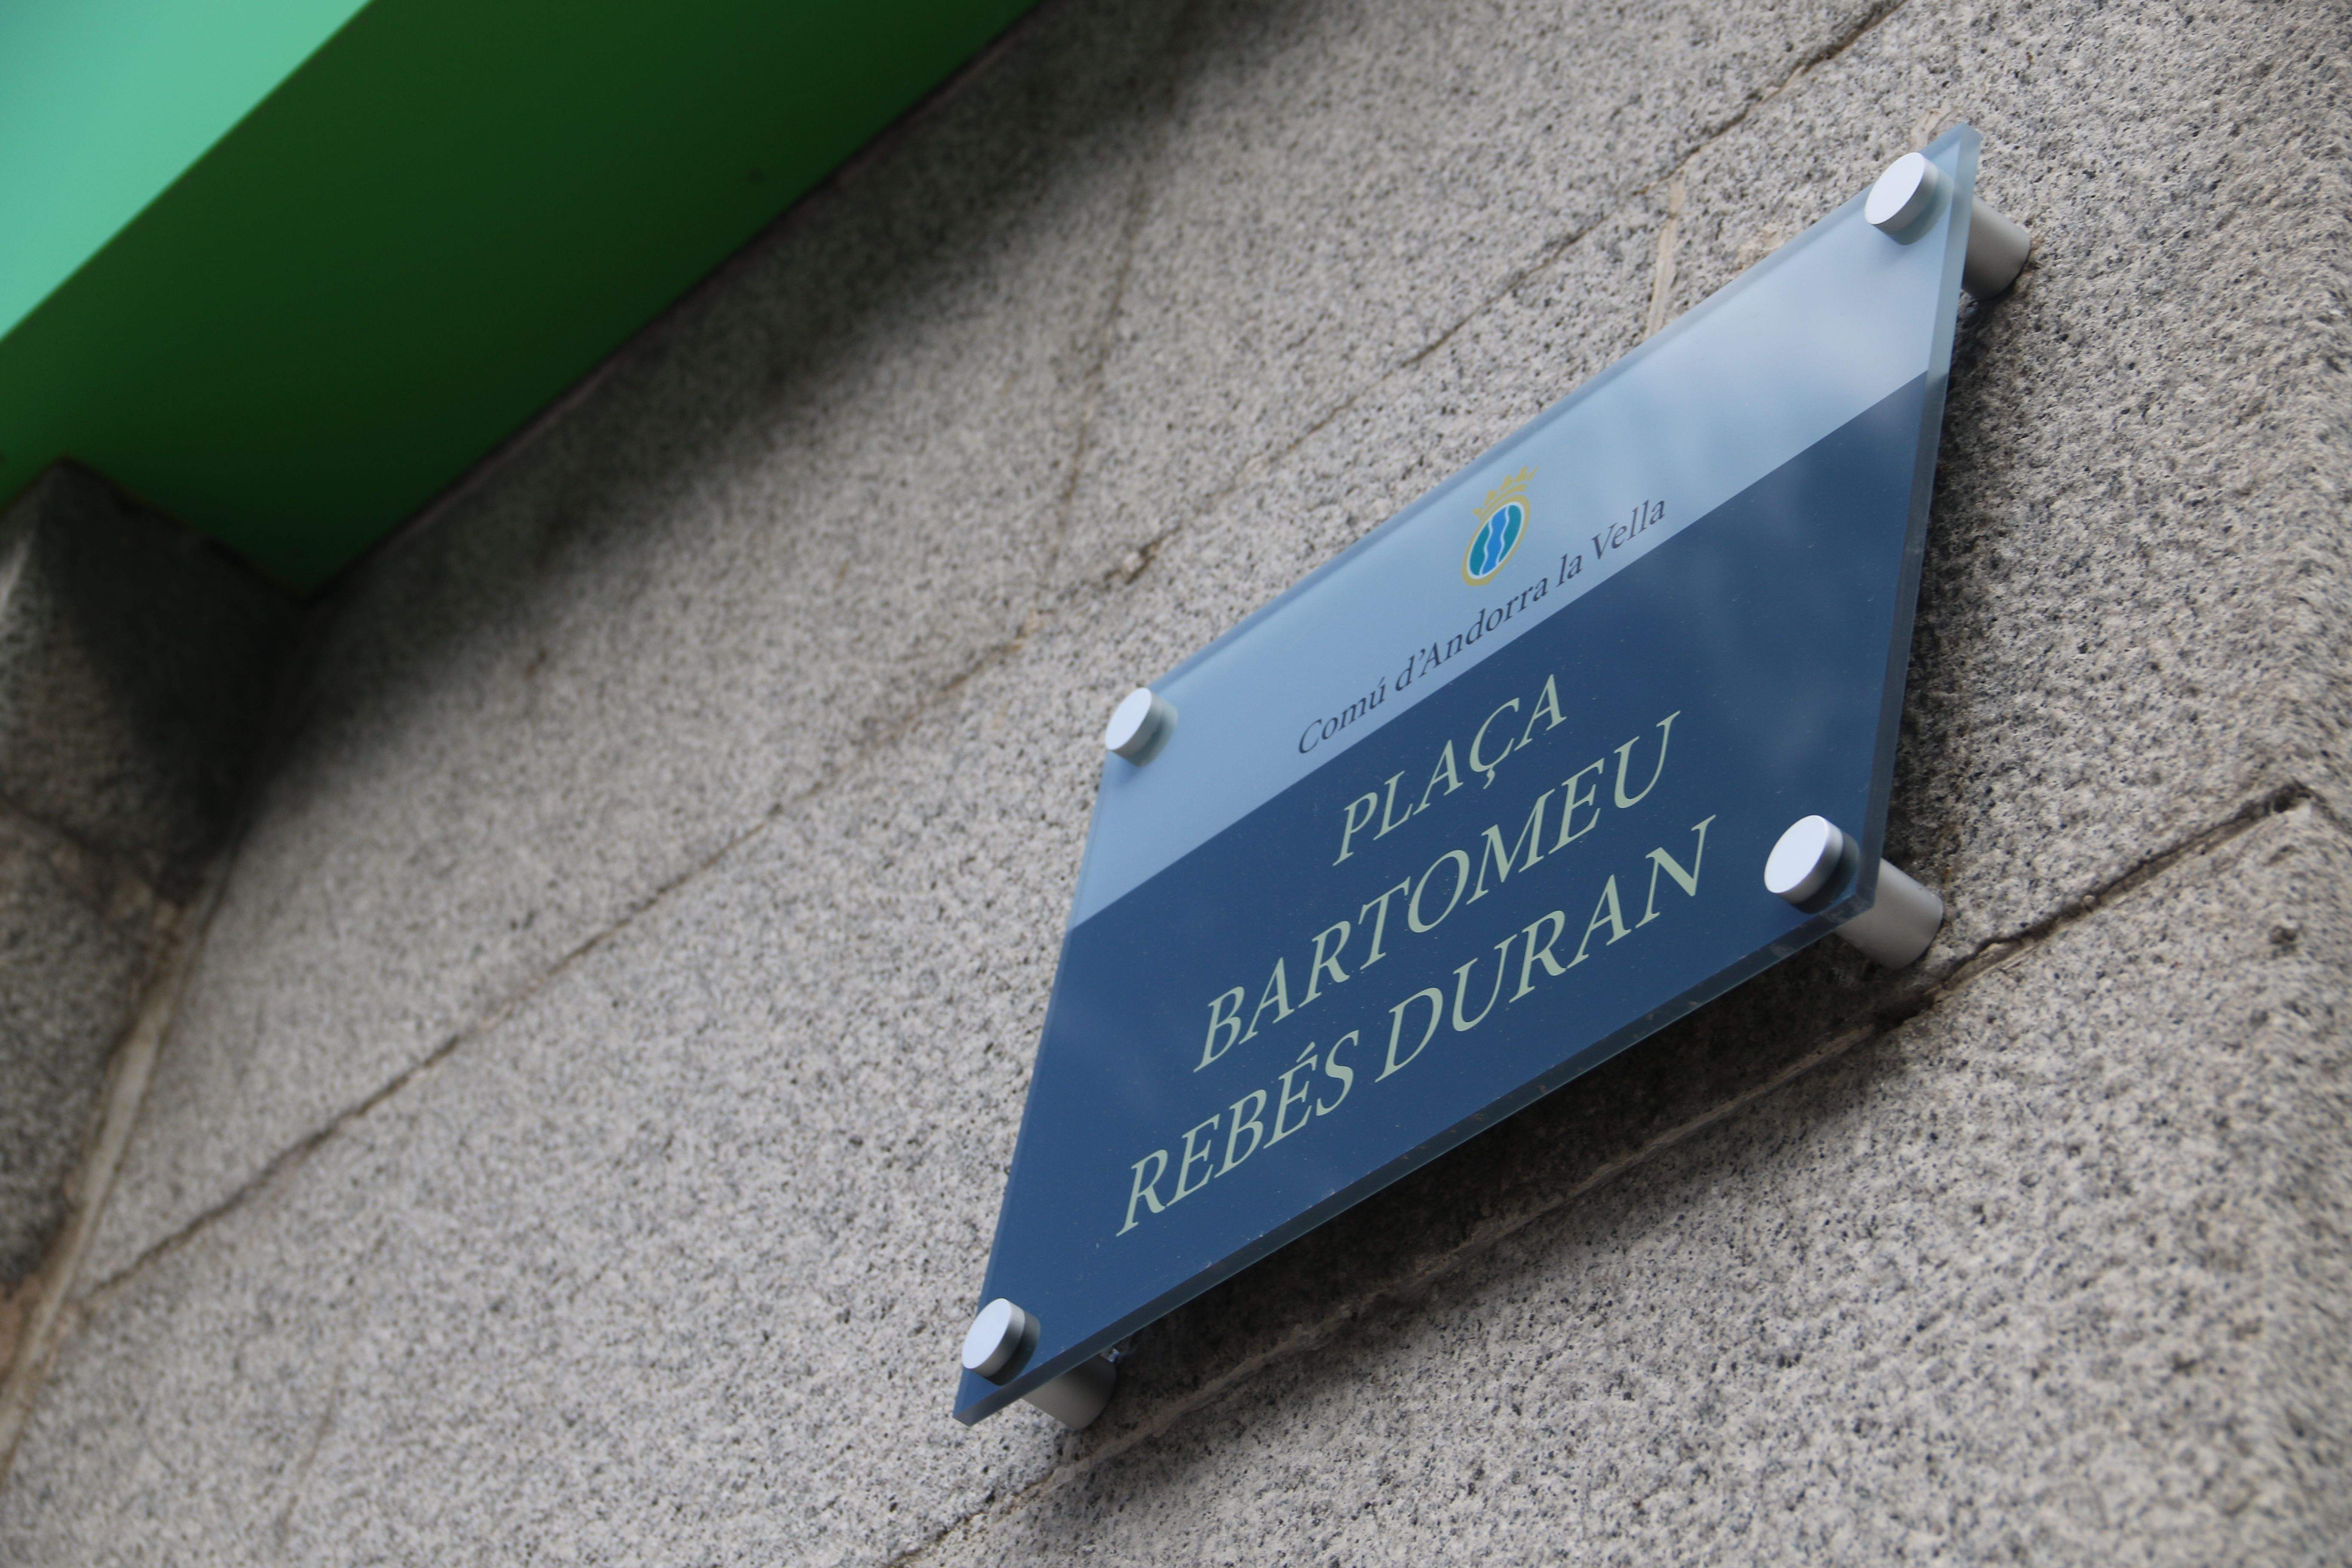 Comú d'Andorra la Vella
PLAÇA
BARTOMEU
REBÉS DURAN